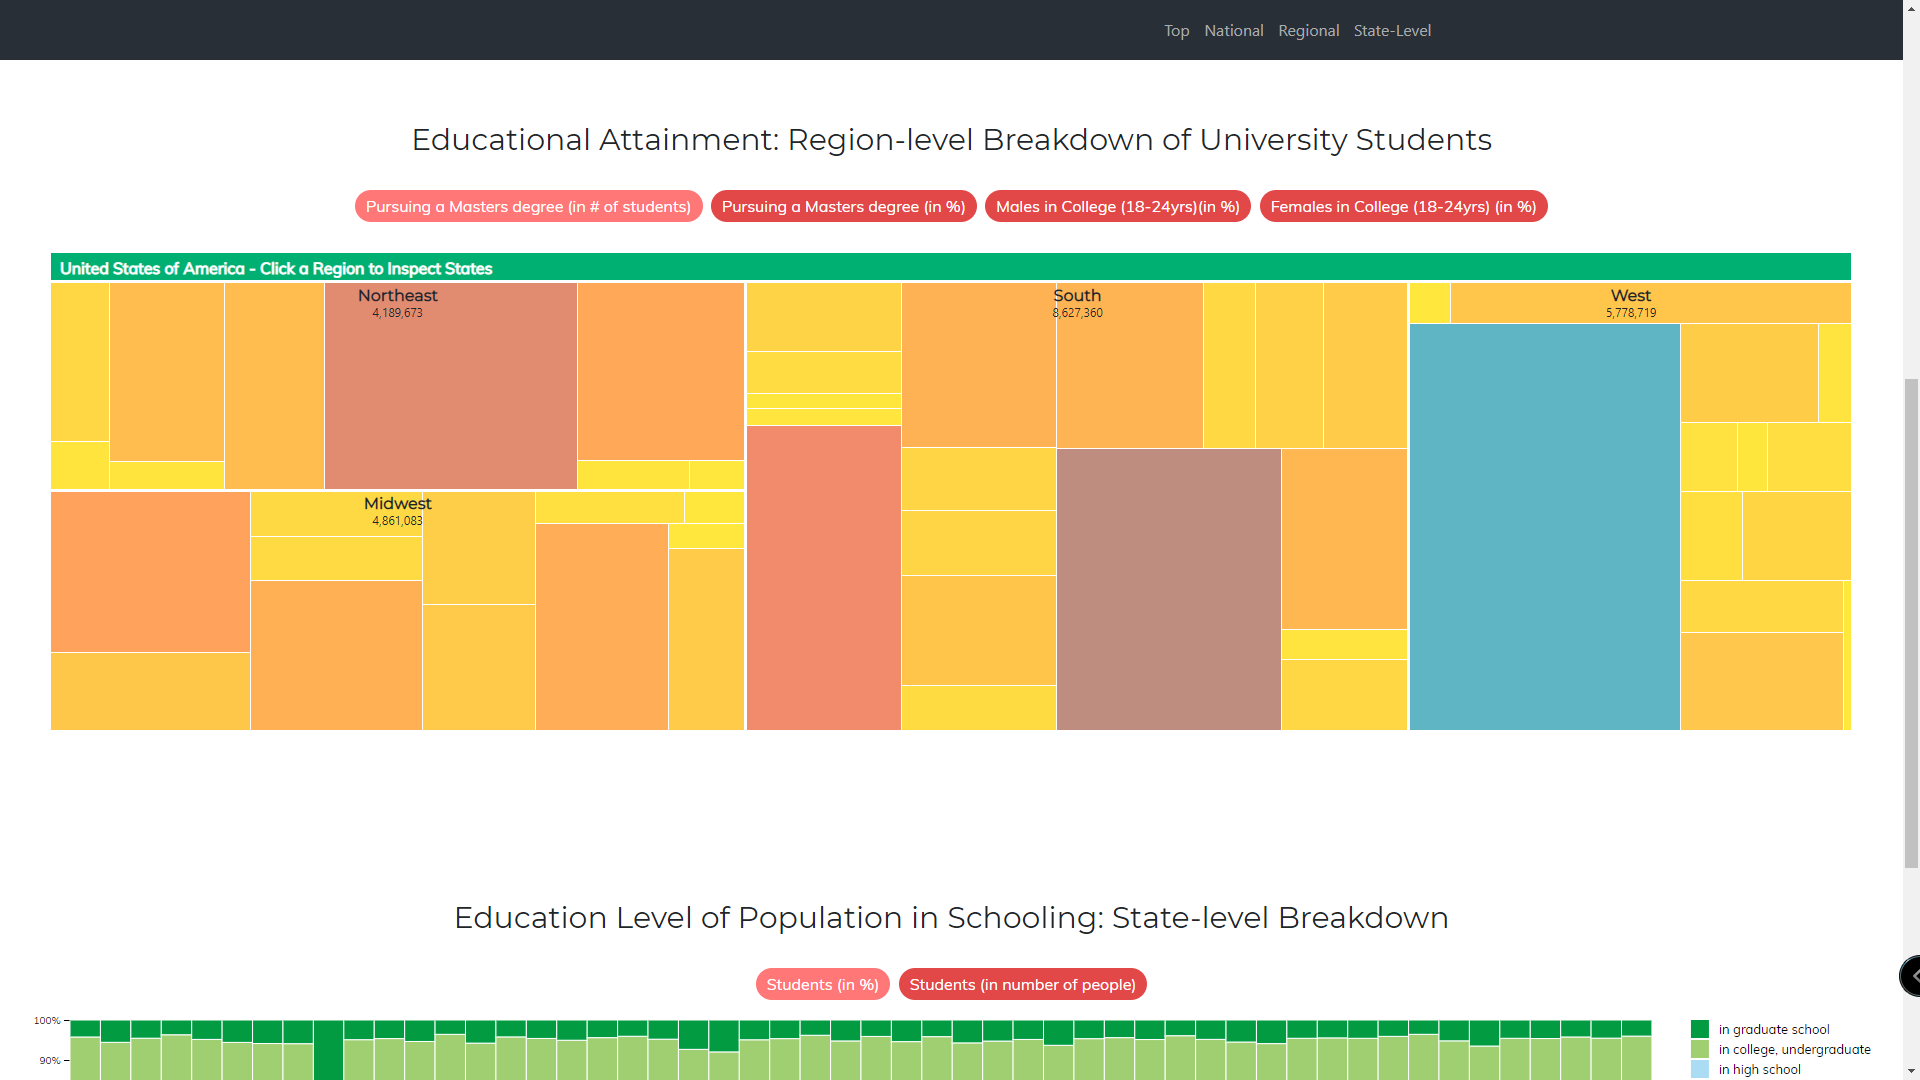 Top National Regional State-Level
Educational Attainment: Region-level Breakdown of University Students
Pursuing a Masters degree (in # of students) Pursuing a Masters degree (in %) Males in College (18-24yrs)(in %) Females in College (18-24yrs) (in %)
United States of America - Click a Region to Inspect States
Northeast
4,189,673
South
8,627,360
West
5,778,719
Midwest
4,861,083
Education Level of Population in Schooling: State-level Breakdown
Students (in %) Students (in number of people)
100%
90%
in graduate school
in college, undergraduate
in high school